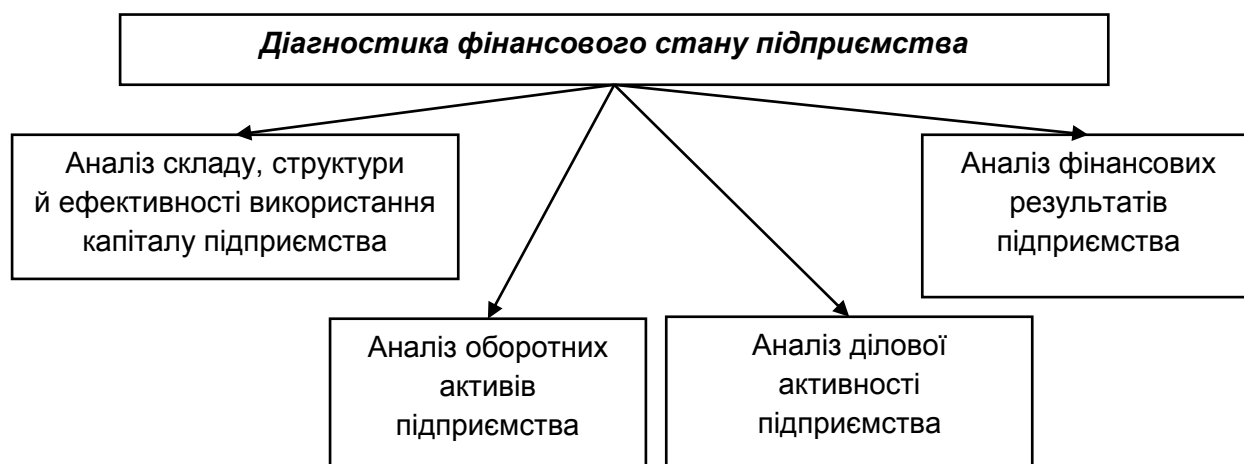 Діагностика фінансового стану підприємства
Аналіз складу, структури
й ефективності використання
капіталу підприємства
Аналіз фінансових
результатів
підприємства
Аналіз оборотних
активів
підприємства
Аналіз ділової
активності
підприємства